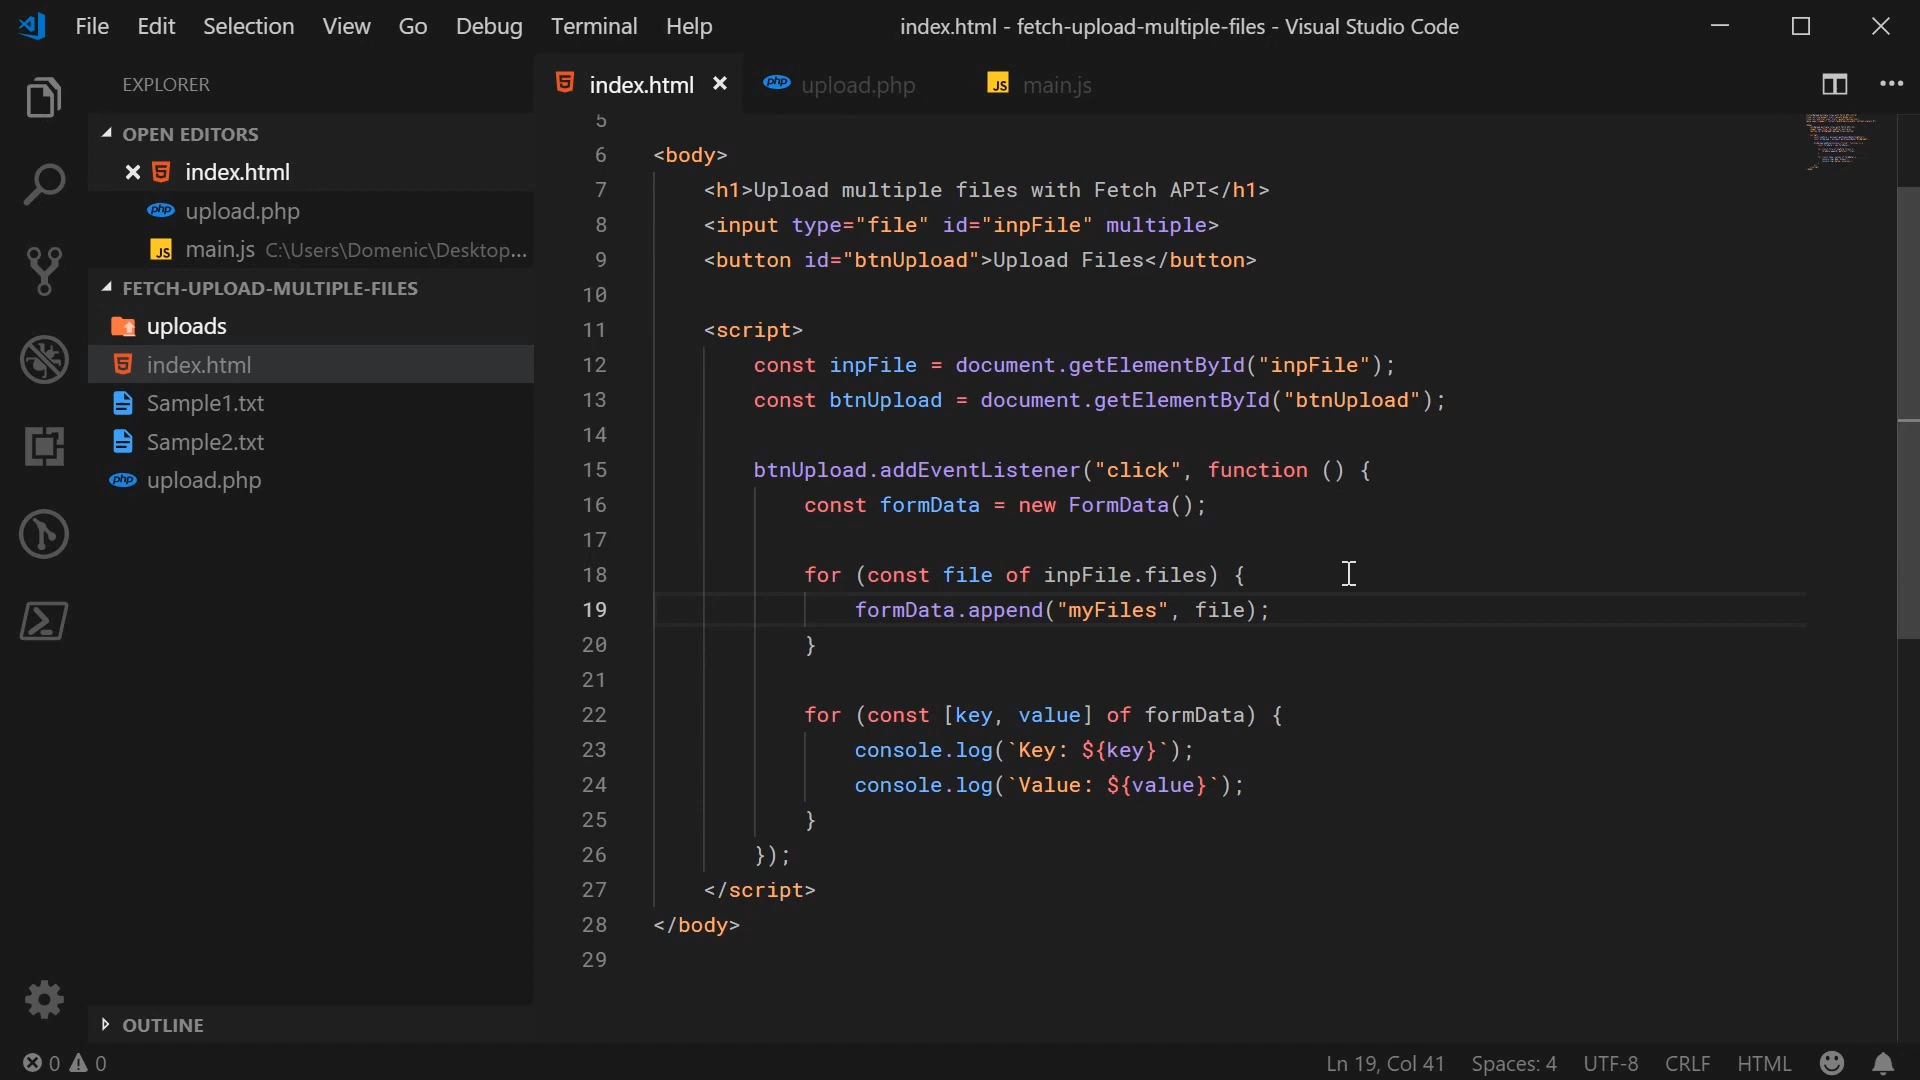 File Edit Selection View Go Debug Terminal Help
index.html - fetch-upload-multiple-files - Visual Studio Code
EXPLORER
OPEN EDITORS
index.html
upload.php
main.js C:\Users\Domenic\Desktop...
FETCH-UPLOAD-MULTIPLE-FILES
uploads
index.html
Sample1.txt
Sample2.txt
upload.php
OUTLINE
index.html
upload.php
JS main.js
5
6 <body>
7 <h1>Upload multiple files with Fetch API</h1>
8 <input type="file" id="inpFile" multiple>
9 <button id="btnUpload">Upload Files</button>
10
11 <script>
12 const inpFile = document.getElementById("inpFile");
13 const btnUpload = document.getElementById("btnUpload");
14
15 btnUpload.addEventListener("click", function () {
16 const formData = new FormData();
17
18 for (const file of inpFile.files) {
19 formData.append("myFiles", file);
20 }
21
22 for (const [key, value] of formData) {
23 console.log(`Key: ${key}`);
24 console.log(`Value: ${value}`);
25 }
26 });
27 </script>
28 </body>
29
0 0
Ln 19, Col 41 Spaces: 4 UTF-8 CRLF HTML